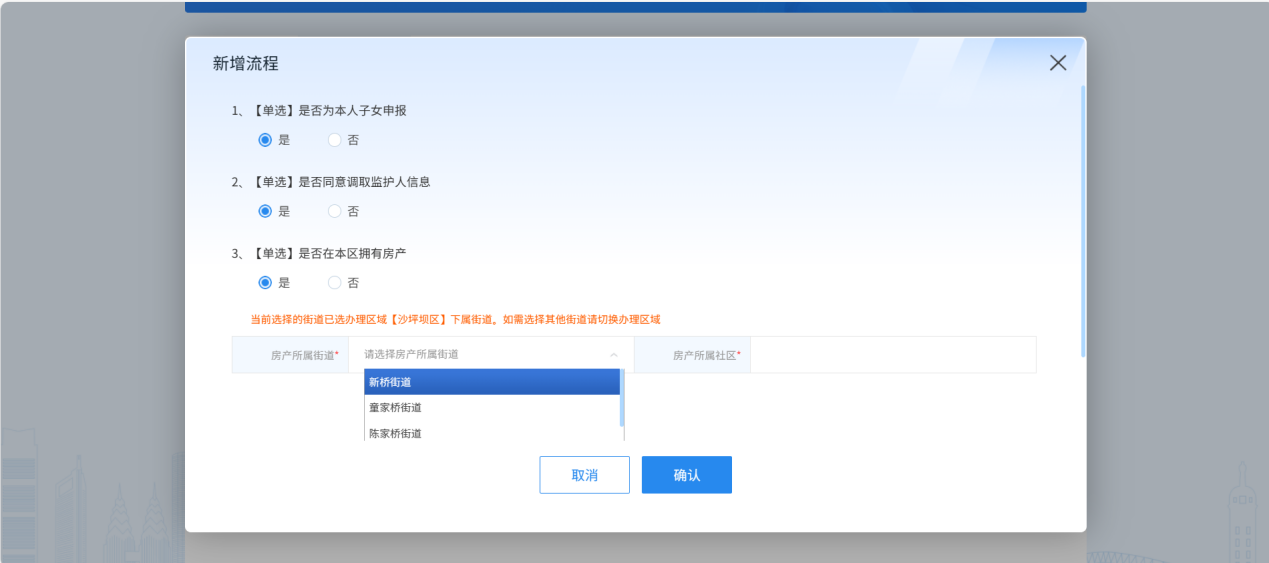 新增流程
1、【单选】是否为本人子女申报
是 否
2、【单选】是否同意调取监护人信息
是 否
3、【单选】是否在本区拥有房产
是 否
当前选择的街道已选办理区域【沙坪坝区】下属街道。如需选择其他街道请切换办理区域
房产所属街道* 请选择房产所属街道 房产所属社区*
新桥街道
童家桥街道
陈家桥街道
取消 确认